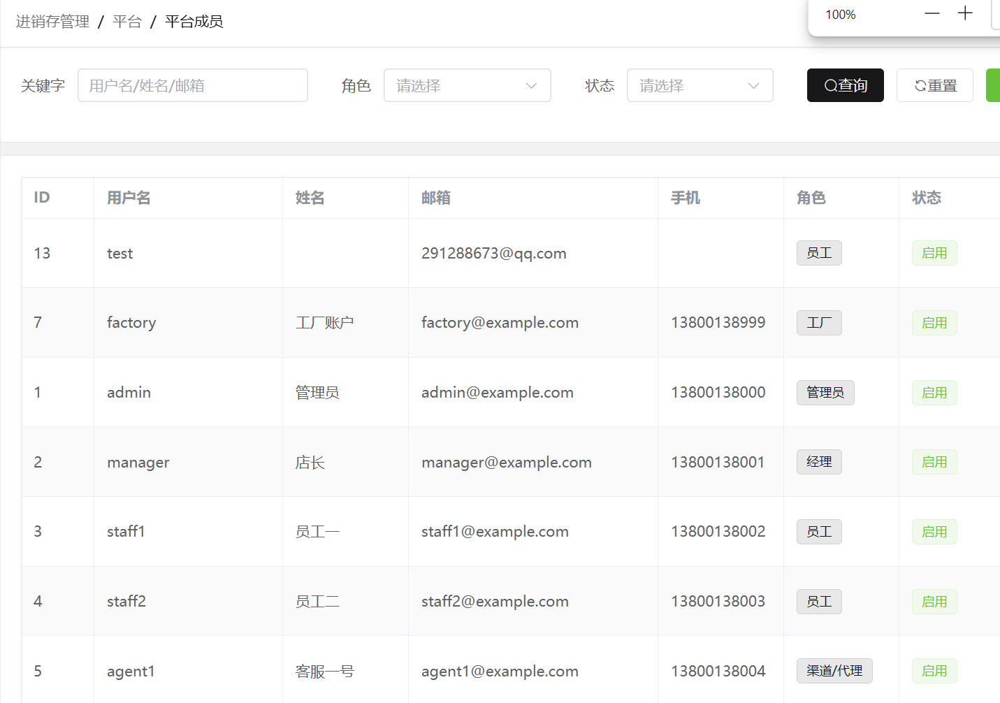 进销存管理 / 平台 / 平台成员
100%
关键字 用户名/姓名/邮箱 角色 请选择 状态 请选择 查询 重置
ID 用户名 姓名 邮箱 手机 角色 状态
13 test 291288673@qq.com 员工 启用
7 factory 工厂账户 factory@example.com 13800138999 工厂 启用
1 admin 管理员 admin@example.com 13800138000 管理员 启用
2 manager 店长 manager@example.com 13800138001 经理 启用
3 staff1 员工一 staff1@example.com 13800138002 员工 启用
4 staff2 员工二 staff2@example.com 13800138003 员工 启用
5 agent1 客服一号 agent1@example.com 13800138004 渠道/代理 启用